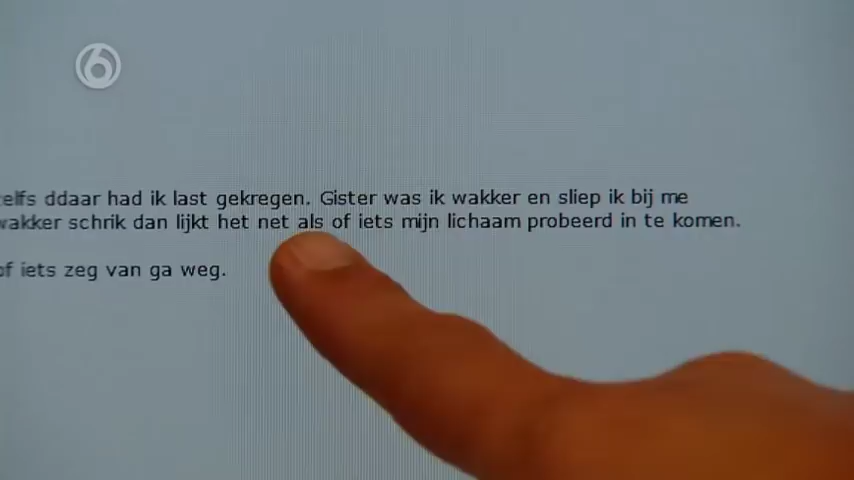 6
elfs ddaar had ik last gekregen. Gister was ik wakker en sliep ik bij me
wakker schrik dan lijkt het net als of iets mijn lichaam probeerd in te komen.
of iets zeg van ga weg.